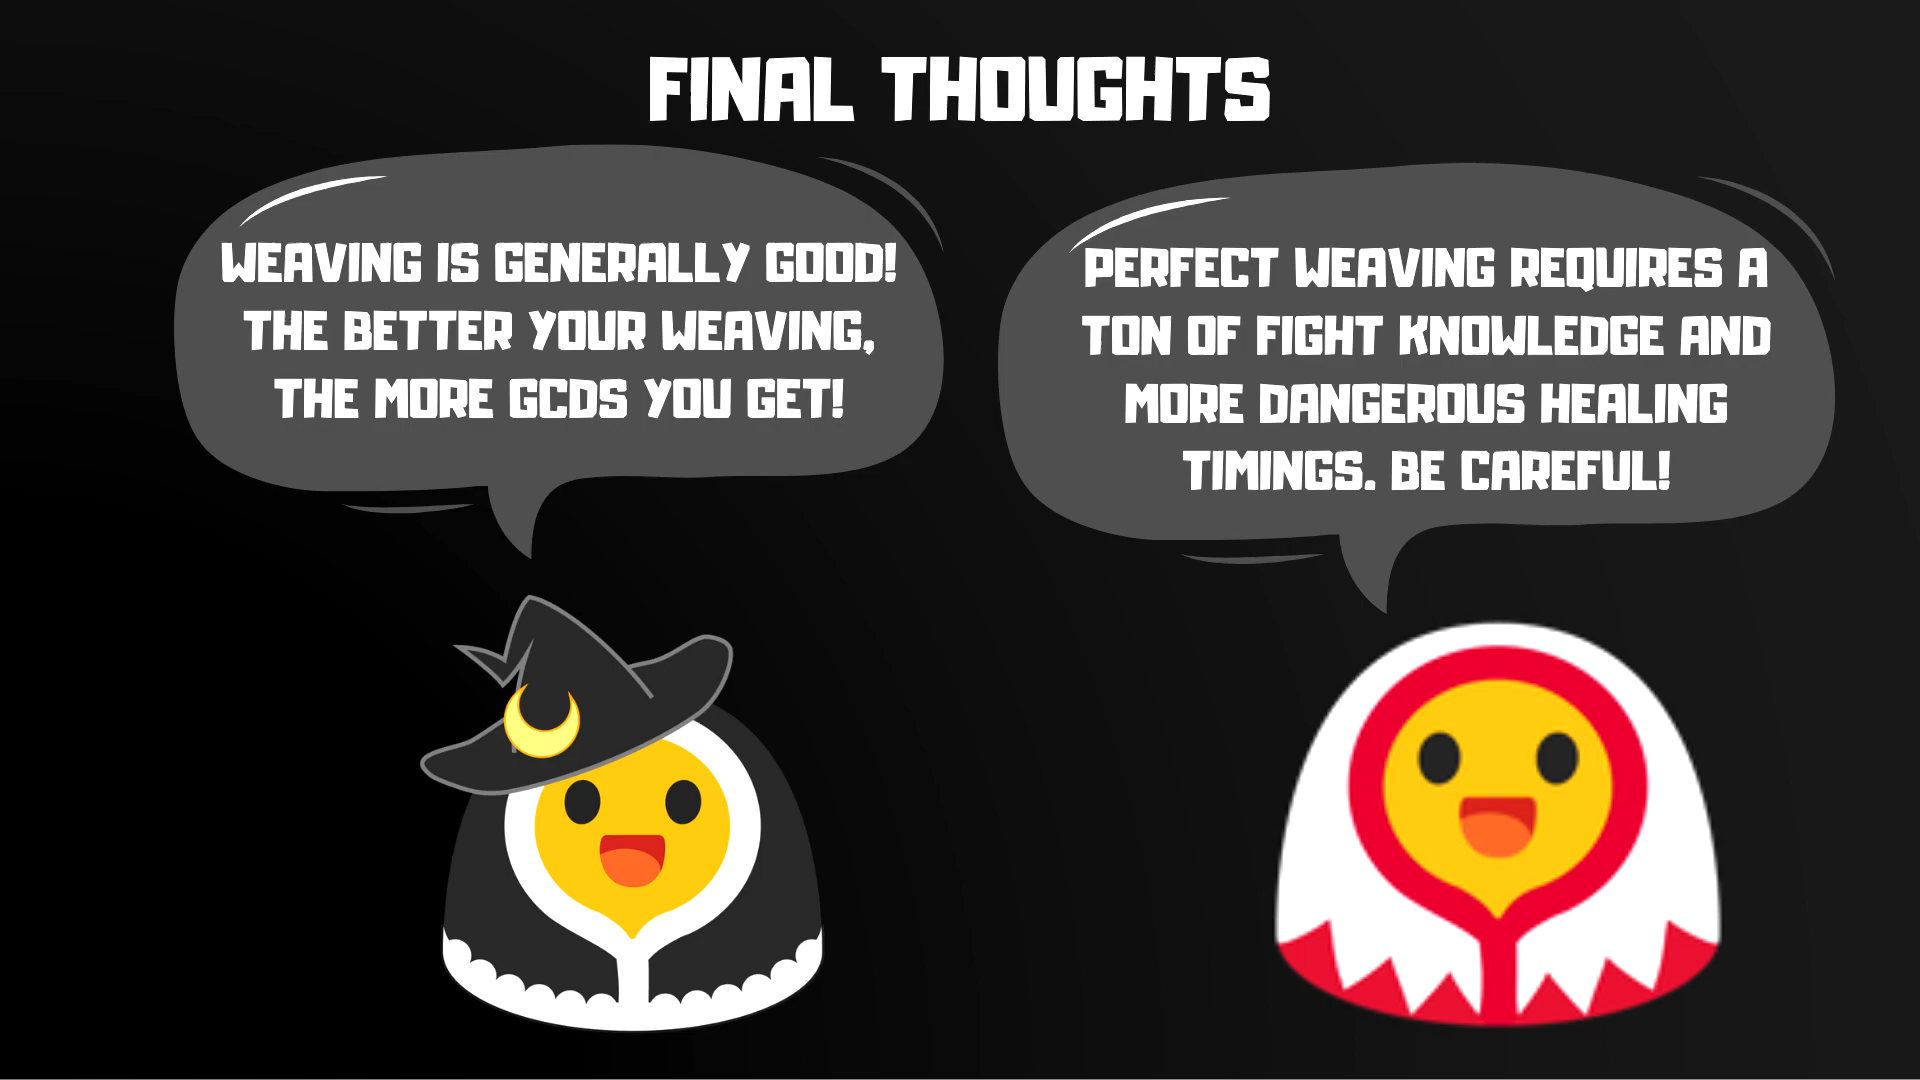 FINAL THOUGHTS
WEAVING IS GENERALLY GOOD!
THE BETTER YOUR WEAVING,
THE MORE GCDS YOU GET!
PERFECT WEAVING REQUIRES A
TON OF FIGHT KNOWLEDGE AND
MORE DANGEROUS HEALING
TIMINGS. BE CAREFUL!